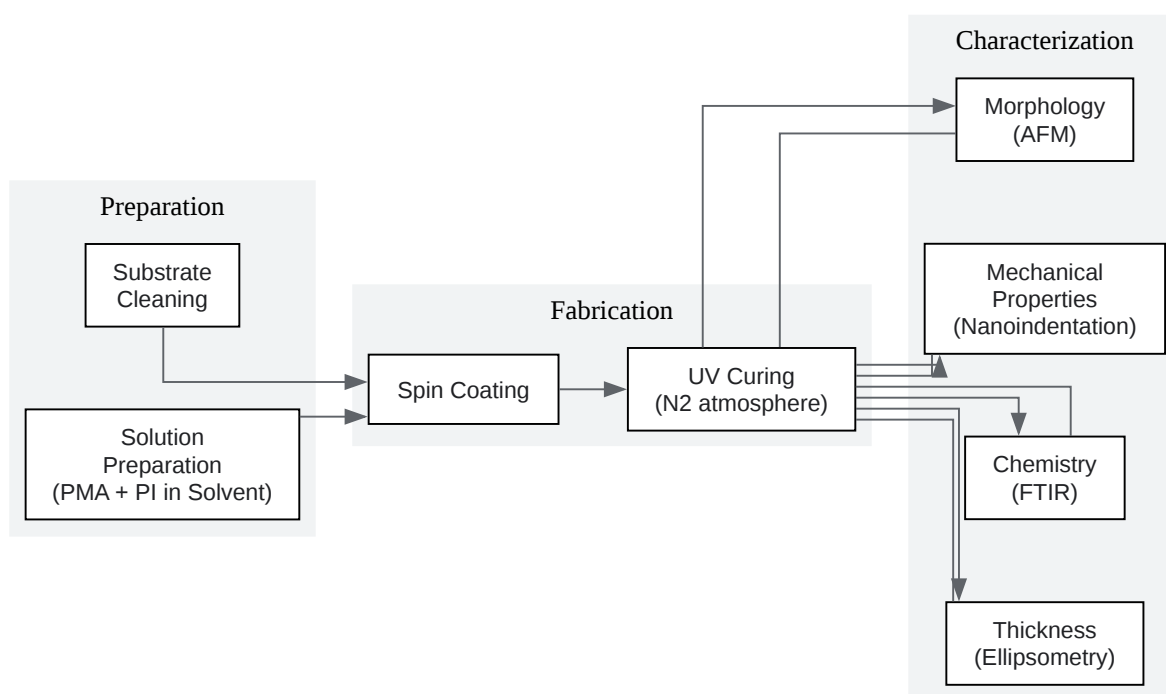 Preparation
Substrate
Cleaning
Solution
Preparation
(PMA + PI in Solvent)
Fabrication
Spin Coating
UV Curing
(N2 atmosphere)
Characterization
Morphology
(AFM)
Mechanical
Properties
(Nanoindentation)
Chemistry
(FTIR)
Thickness
(Ellipsometry)